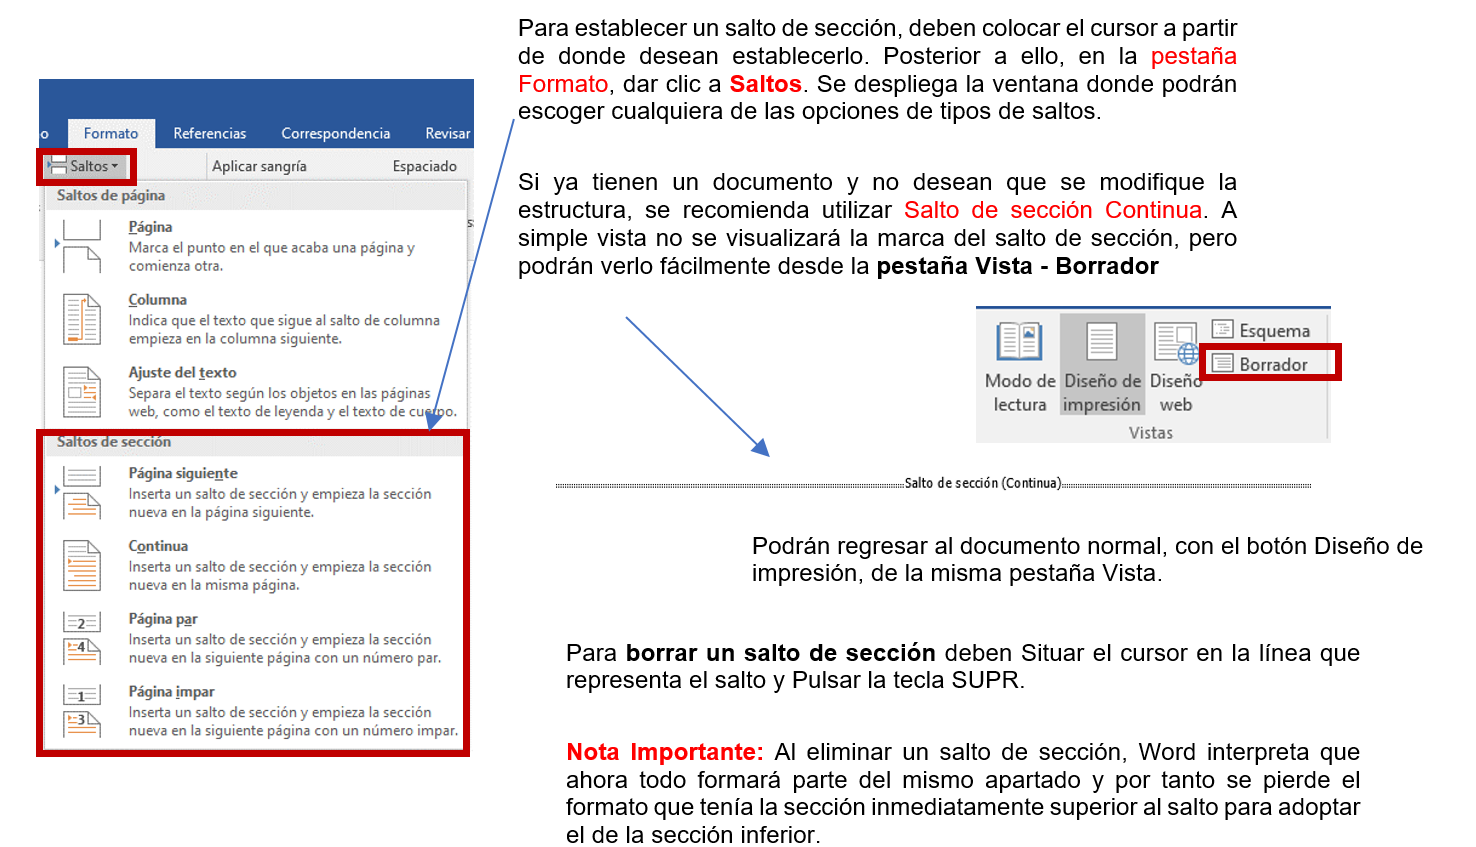 Para establecer un salto de sección, deben colocar el cursor a partir
de donde desean establecerlo. Posterior a ello, en la pestaña
Formato, dar clic a Saltos. Se despliega la ventana donde podrán
escoger cualquiera de las opciones de tipos de saltos.
o Formato Referencias Correspondencia Revisar
Saltos Aplicar sangría Espaciado
Saltos de página
Página
Marca el punto en el que acaba una página y
comienza otra.
Columna
Indica que el texto que sigue al salto de columna
empieza en la columna siguiente.
Ajuste del texto
Separa el texto según los objetos en las páginas
web, como el texto de leyenda y el texto de cuerpo.
Saltos de sección
Página siguiente
Inserta un salto de sección y empieza la sección
nueva en la página siguiente.
Continua
Inserta un salto de sección y empieza la sección
nueva en la misma página.
2
4
Página par
Inserta un salto de sección y empieza la sección
nueva en la siguiente página con un número par.
1
3
Página impar
Inserta un salto de sección y empieza la sección
nueva en la siguiente página con un número impar.
Si ya tienen un documento y no desean que se modifique la
estructura, se recomienda utilizar Salto de sección Continua. A
simple vista no se visualizará la marca del salto de sección, pero
podrán verlo fácilmente desde la pestaña Vista - Borrador
Modo de
lectura
Diseño de
impresión
Diseño
web
Esquema
Borrador
Vistas
Salto de sección (Continua)
Podrán regresar al documento normal, con el botón Diseño de
impresión, de la misma pestaña Vista.
Para borrar un salto de sección deben Situar el cursor en la línea que
representa el salto y Pulsar la tecla SUPR.
Nota Importante: Al eliminar un salto de sección, Word interpreta que
ahora todo formará parte del mismo apartado y por tanto se pierde el
formato que tenía la sección inmediatamente superior al salto para adoptar
el de la sección inferior.